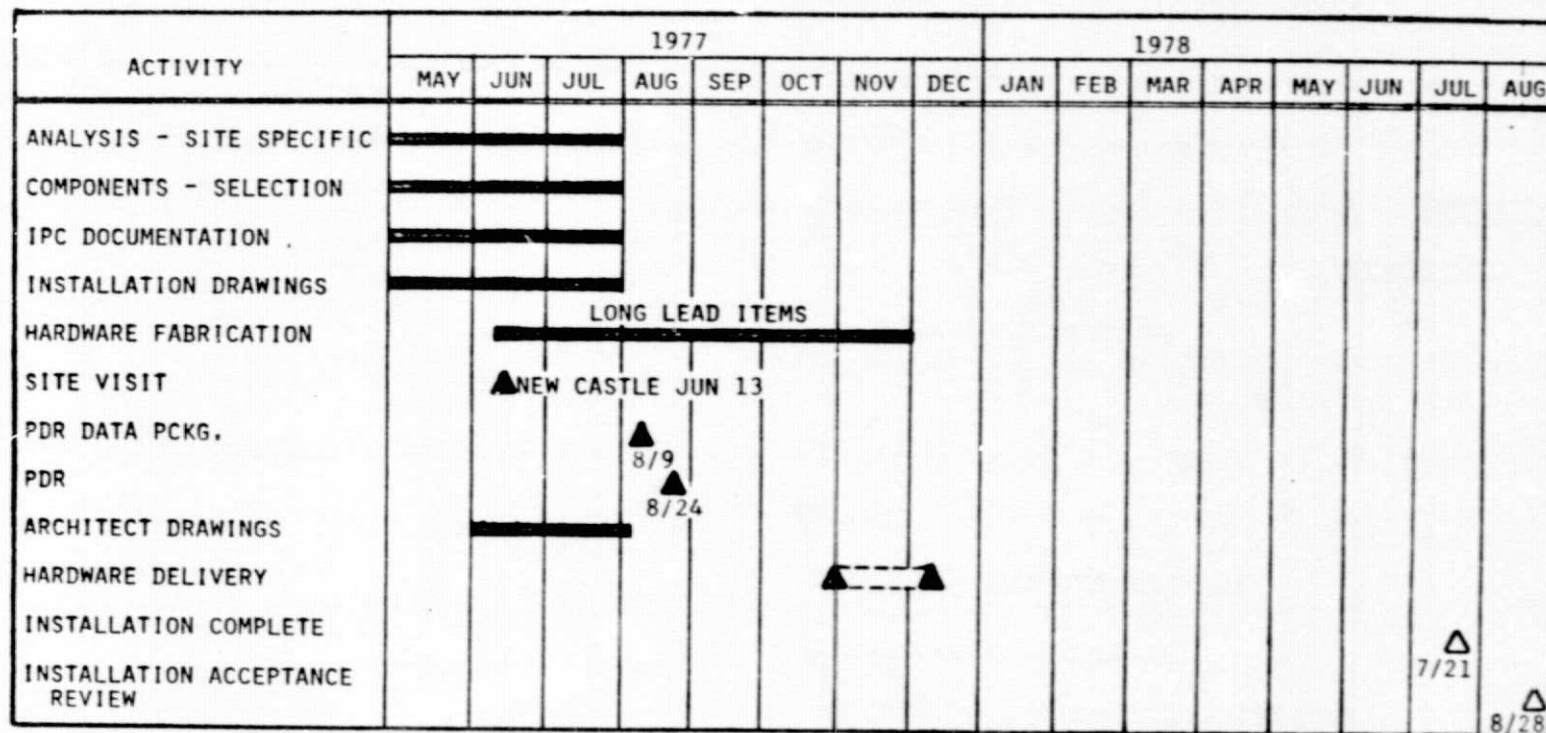 1977 1978
ACTIVITY
MAY JUN JUL AUG SEP OCT NOV DEC JAN FEB MAR APR MAY JUN JUL AUG
ANALYSIS - SITE SPECIFIC
COMPONENTS - SELECTION
IPC DOCUMENTATION
INSTALLATION DRAWINGS
LONG LEAD ITEMS
HARDWARE FABRICATION
SITE VISIT NEW CASTLE JUN 13
PDR DATA PCKG.
8/9
PDR
8/24
ARCHITECT DRAWINGS
HARDWARE DELIVERY
INSTALLATION COMPLETE
7/21
INSTALLATION ACCEPTANCE
REVIEW
8/28